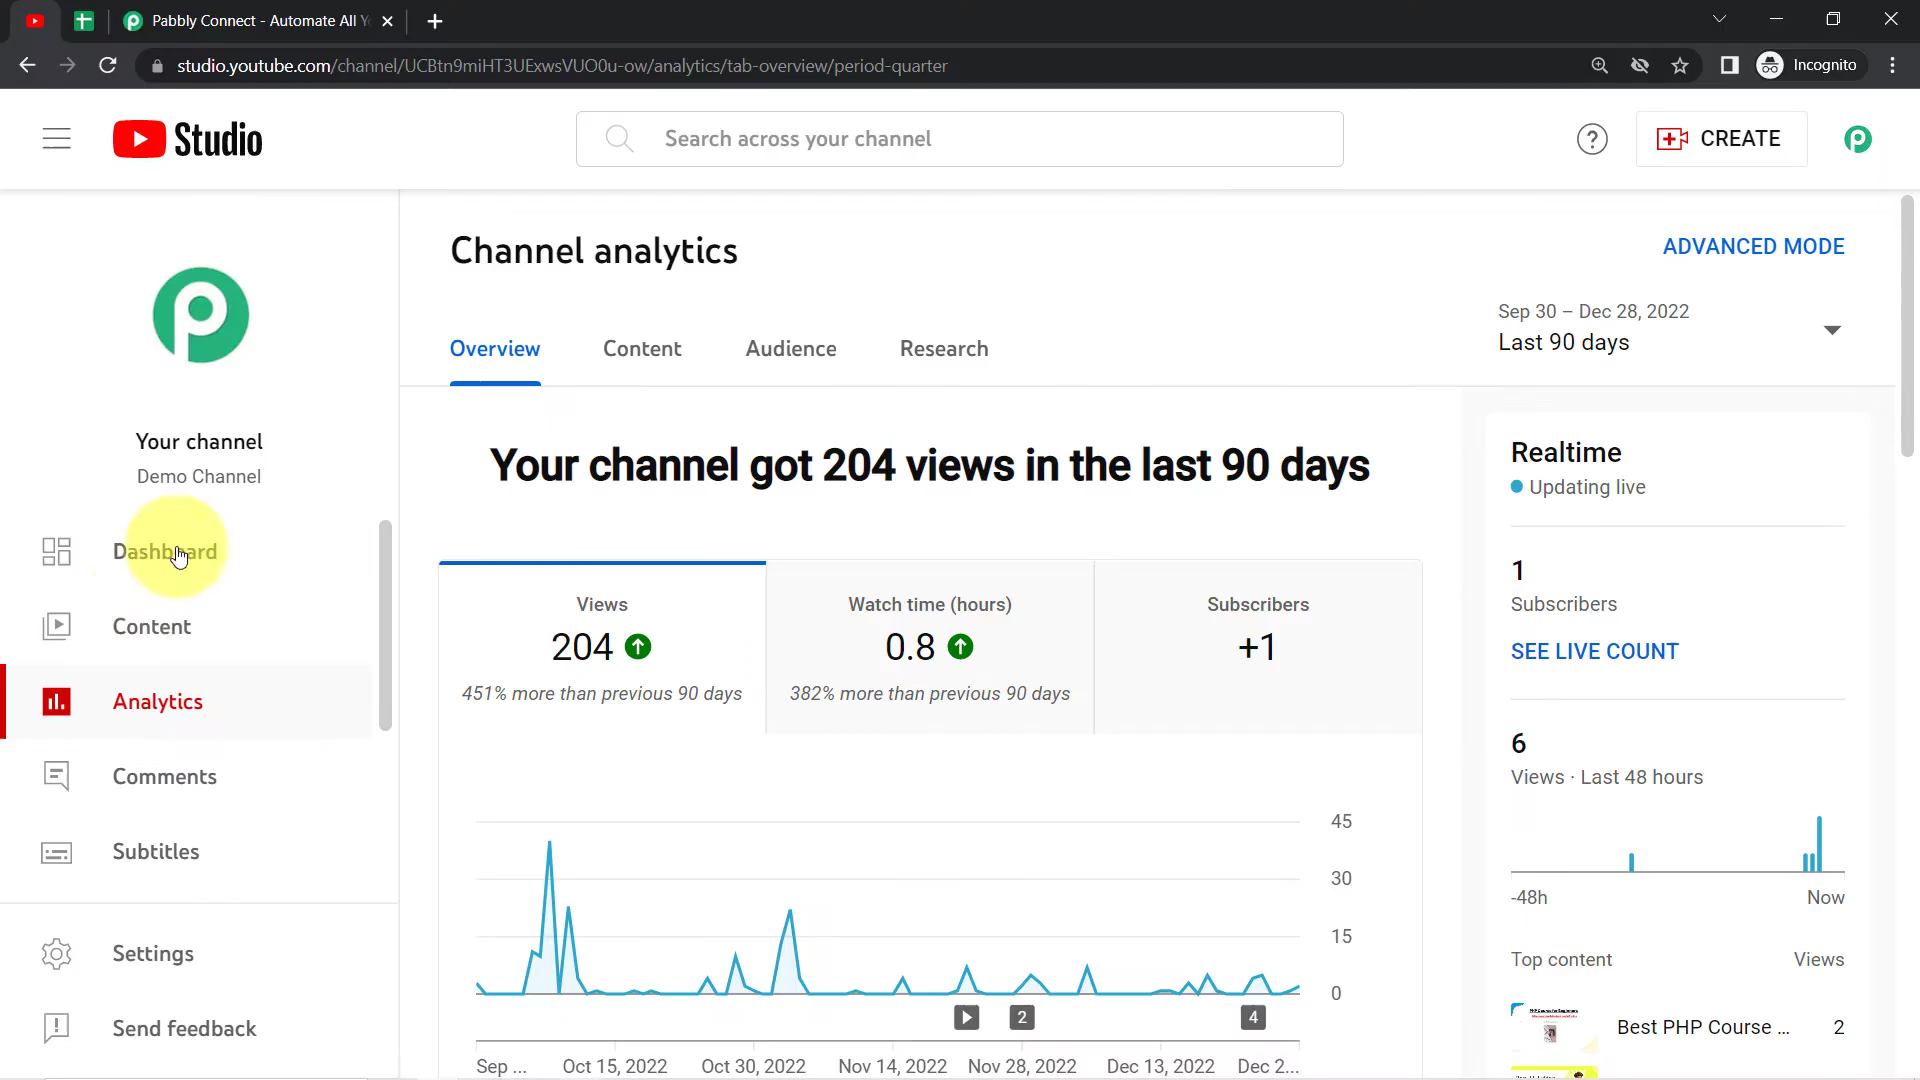 Pabbly Connect - Automate All Y
studio.youtube.com/channel/UCBtn9miHT3UExwsVUO0u-ow/analytics/tab-overview/period-quarter
Incognito
Studio
Search across your channel
CREATE
Your channel
Demo Channel
Dashboard
Content
Analytics
Comments
Subtitles
Settings
Send feedback
Channel analytics
ADVANCED MODE
Sep 30 – Dec 28, 2022
Last 90 days
Overview Content Audience Research
Your channel got 204 views in the last 90 days
Views
204
451% more than previous 90 days
Watch time (hours)
0.8
382% more than previous 90 days
Subscribers
+1
45
30
15
0
2
4
Sep ... Oct 15, 2022 Oct 30, 2022 Nov 14, 2022 Nov 28, 2022 Dec 13, 2022 Dec 2...
Realtime
Updating live
1
Subscribers
SEE LIVE COUNT
6
Views · Last 48 hours
-48h Now
Top content Views
Best PHP Course ... 2